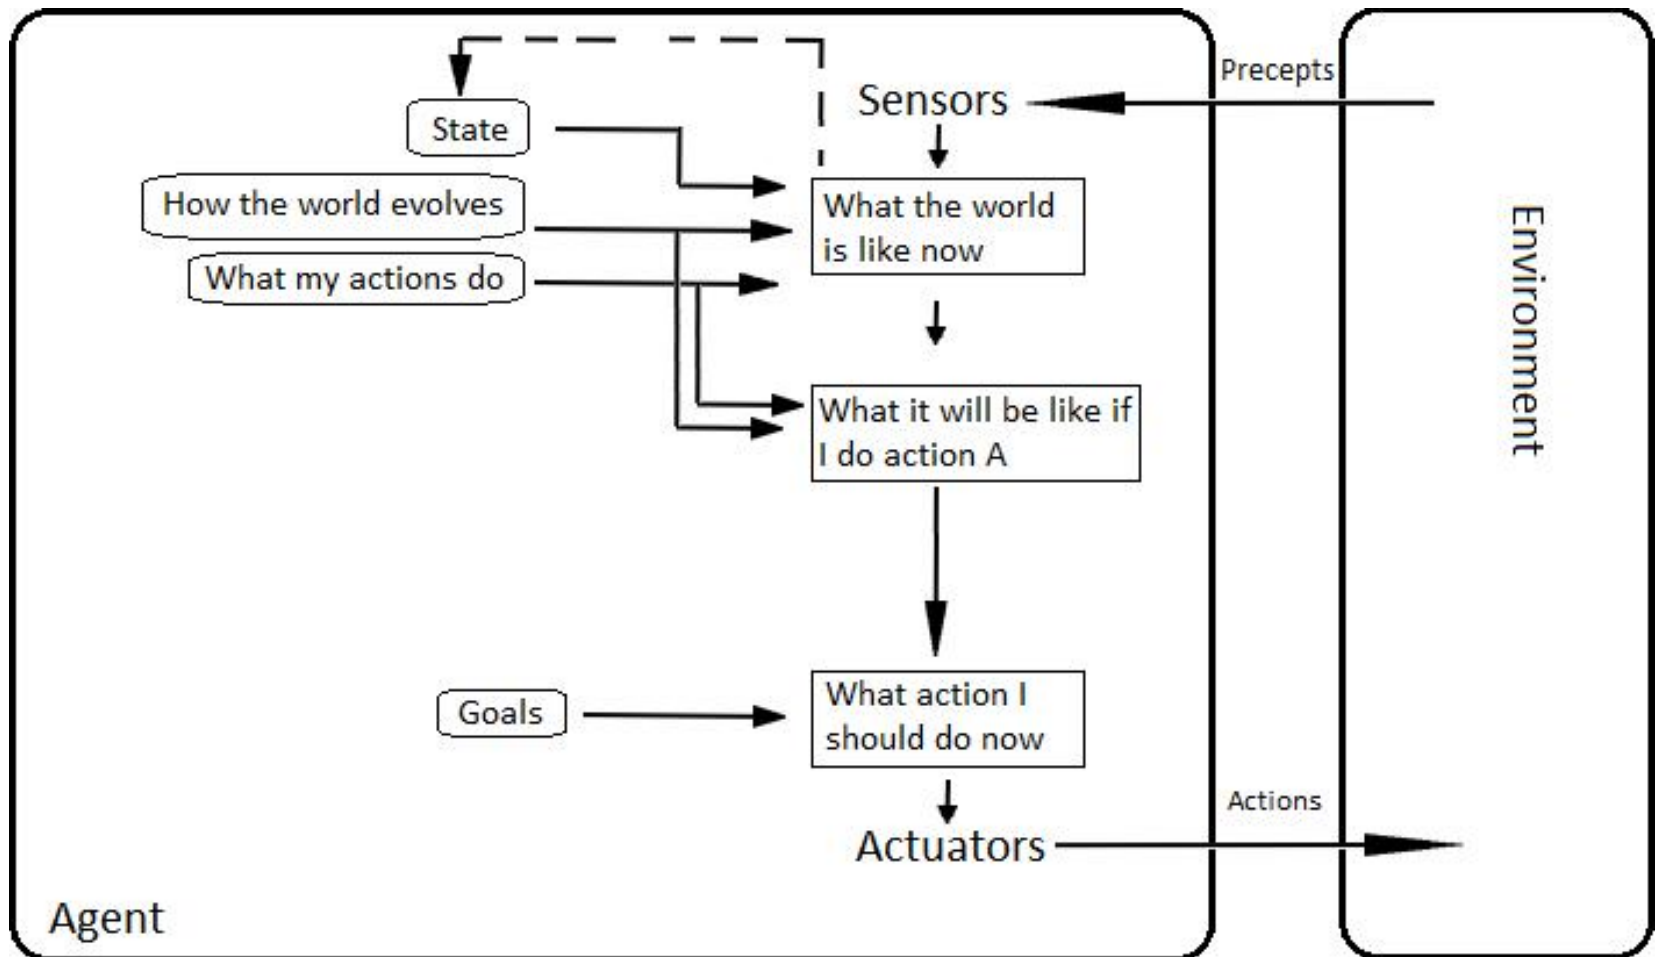 Precepts
Sensors
State
How the world evolves
What the world
is like now
What my actions do
What it will be like if
I do action A
Goals
What action I
should do now
Actions
Actuators
Agent
Environment